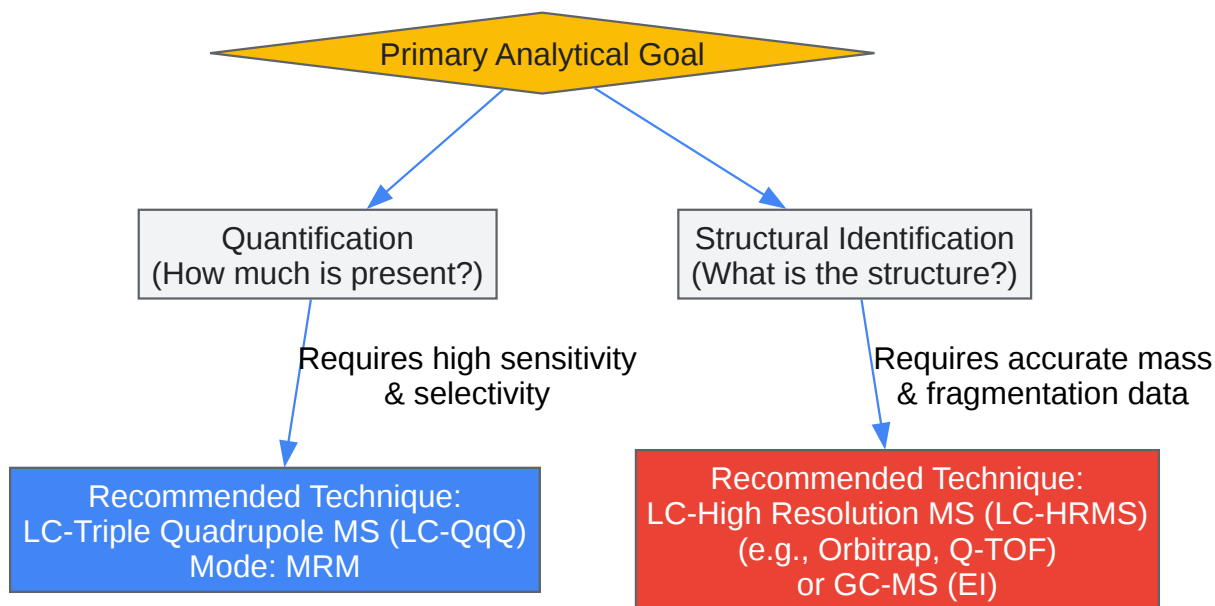 Primary Analytical Goal
Quantification
(How much is present?)
Structural Identification
(What is the structure?)
Requires high sensitivity
& selectivity
Requires accurate mass
& fragmentation data
Recommended Technique:
LC-Triple Quadrupole MS (LC-QqQ)
Mode: MRM
Recommended Technique:
LC-High Resolution MS (LC-HRMS)
(e.g., Orbitrap, Q-TOF)
or GC-MS (EI)